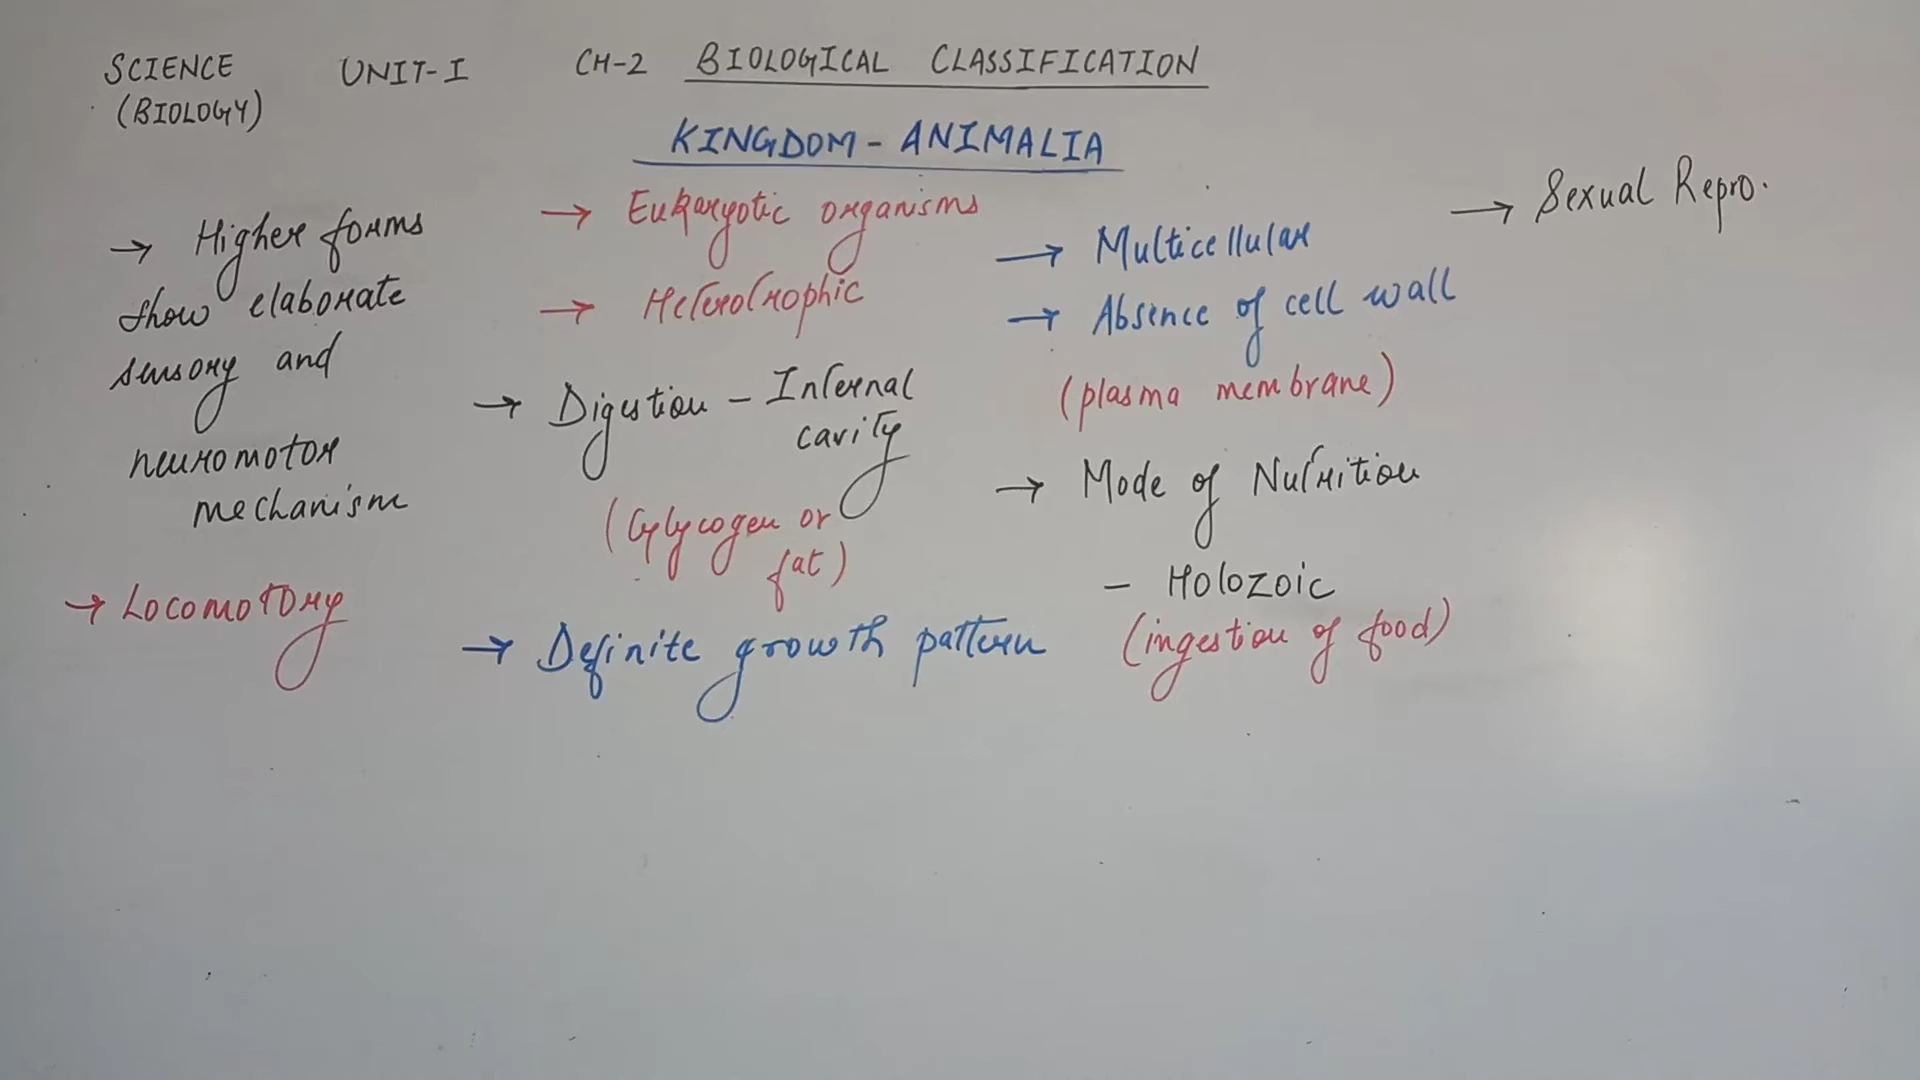 SCIENCE UNIT-I CH-2 BIOLOGICAL CLASSIFICATION
(BIOLOGY)
KINGDOM - ANIMALIA
→ Higher forms
show elaborate
sensory and
neuromotor
mechanism
→ Locomotory
→ Eukaryotic organisms
→ Heterotrophic
→ Digestion - Internal
cavity
(Glycogen or
fat)
→ Definite growth pattern
→ Multicellular
→ Absence of cell wall
(plasma membrane)
→ Mode of Nutrition
- Holozoic
(ingestion of food)
→ Sexual Repro.